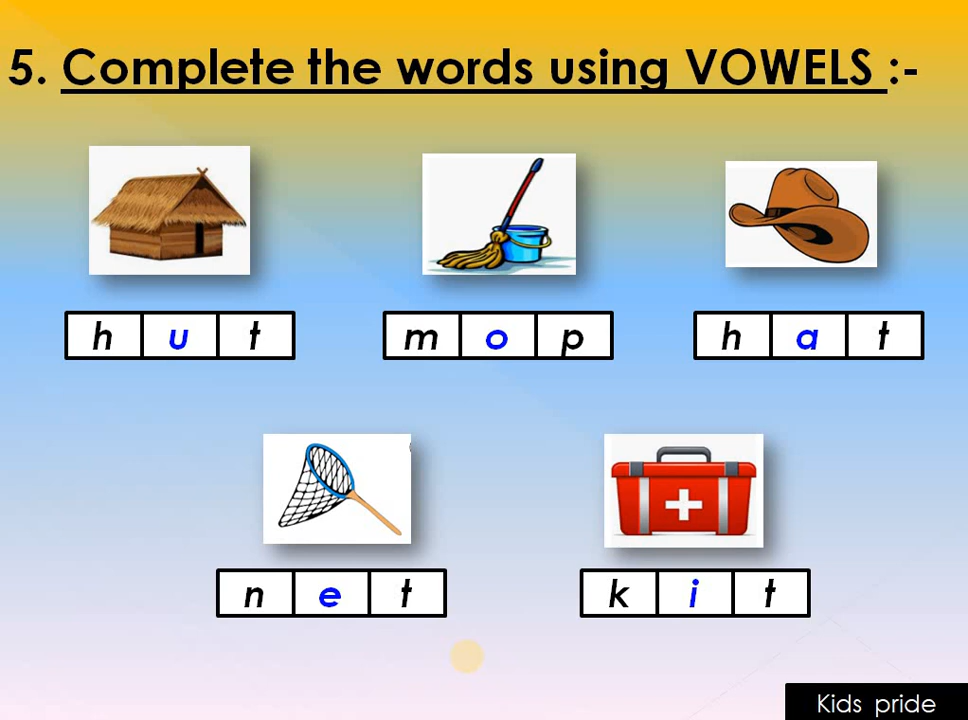 5. Complete the words using VOWELS :-
h u t
m o p
h a t
n e t
k i t
Kids pride